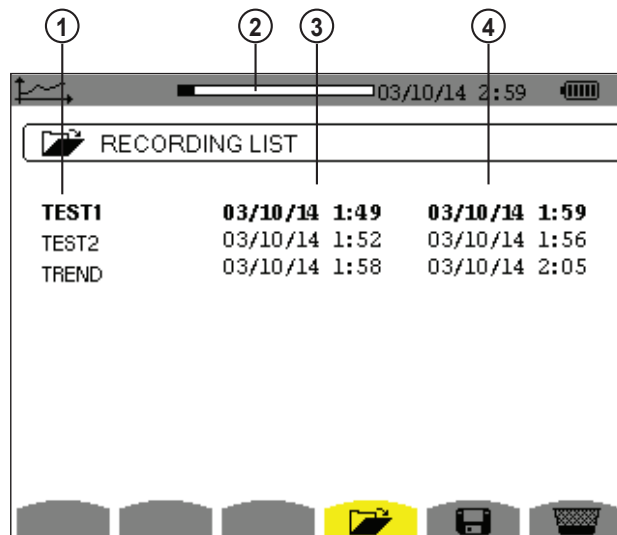 1 2 3 4
03/10/14 2:59
RECORDING LIST
TEST1 03/10/14 1:49 03/10/14 1:59
TEST2 03/10/14 1:52 03/10/14 1:56
TREND 03/10/14 1:58 03/10/14 2:05